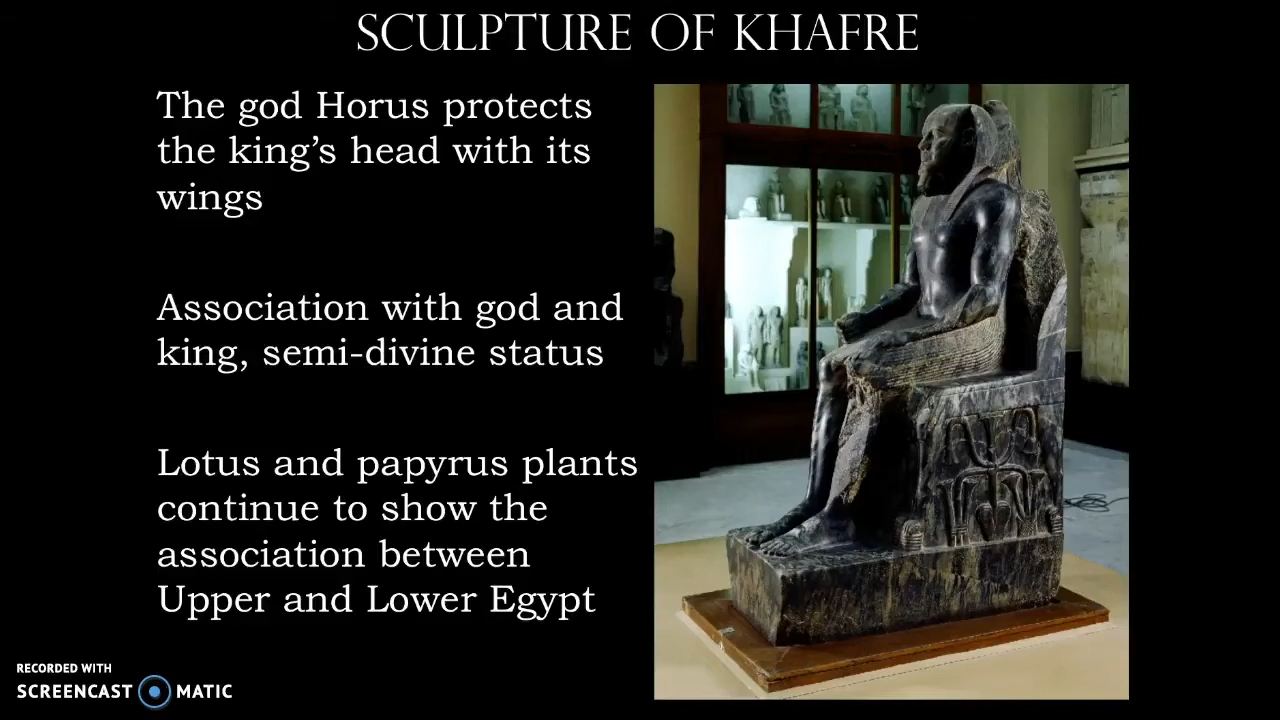 SCULPTURE OF KHAFRE
The god Horus protects
the king’s head with its
wings
Association with god and
king, semi-divine status
Lotus and papyrus plants
continue to show the
association between
Upper and Lower Egypt
RECORDED WITH
SCREENCAST MATIC